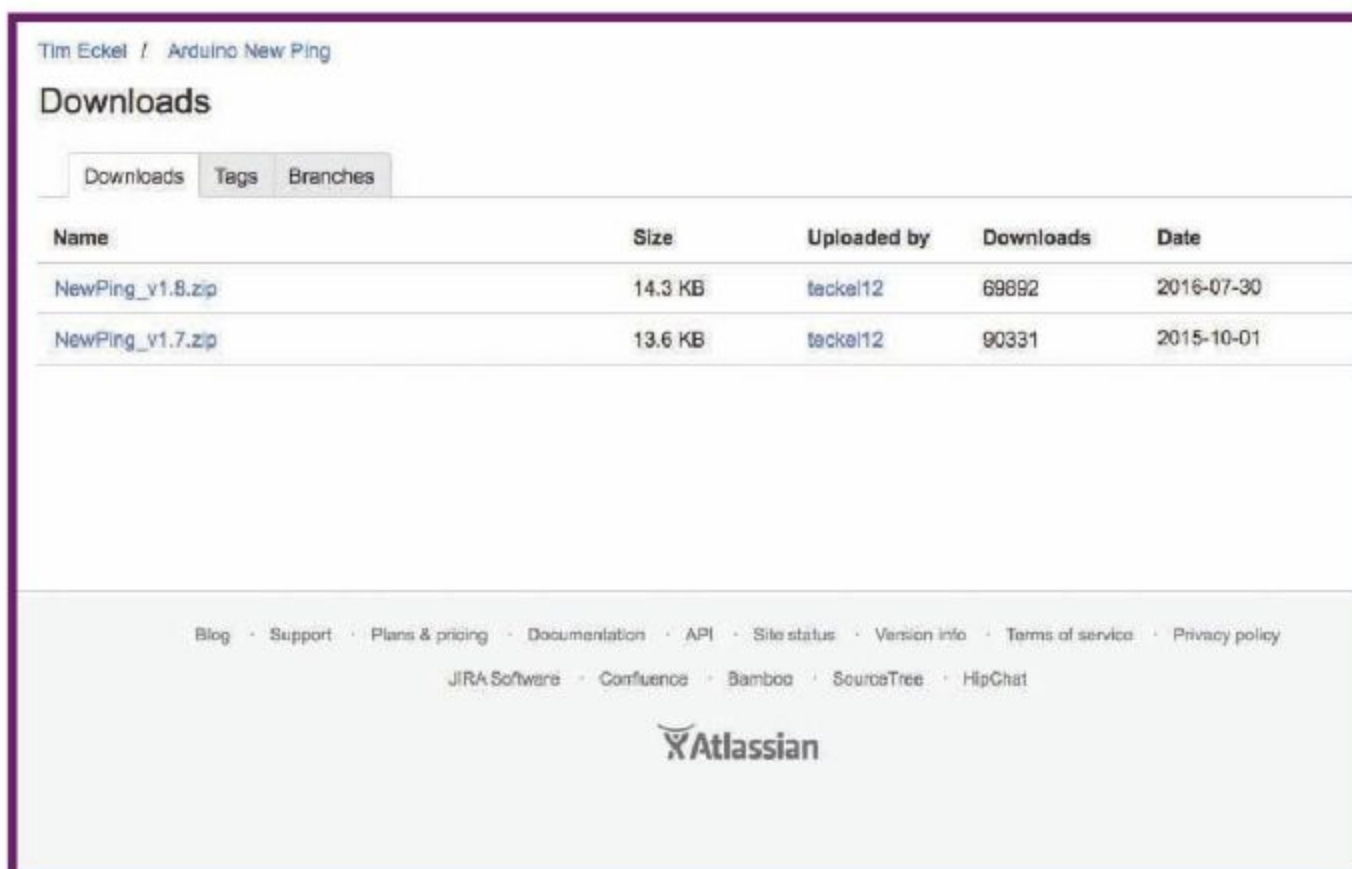 Tim Eckel / Arduino New Ping
Downloads
Downloads Tags Branches
Name Size Uploaded by Downloads Date
NewPing_v1.8.zip 14.3 KB teckel12 69892 2016-07-30
NewPing_v1.7.zip 13.6 KB teckel12 90331 2015-10-01
Blog · Support · Plans & pricing · Documentation · API · Site status · Version info · Terms of service · Privacy policy
JIRA Software · Confluence · Bamboo · SourceTree · HipChat
Atlassian